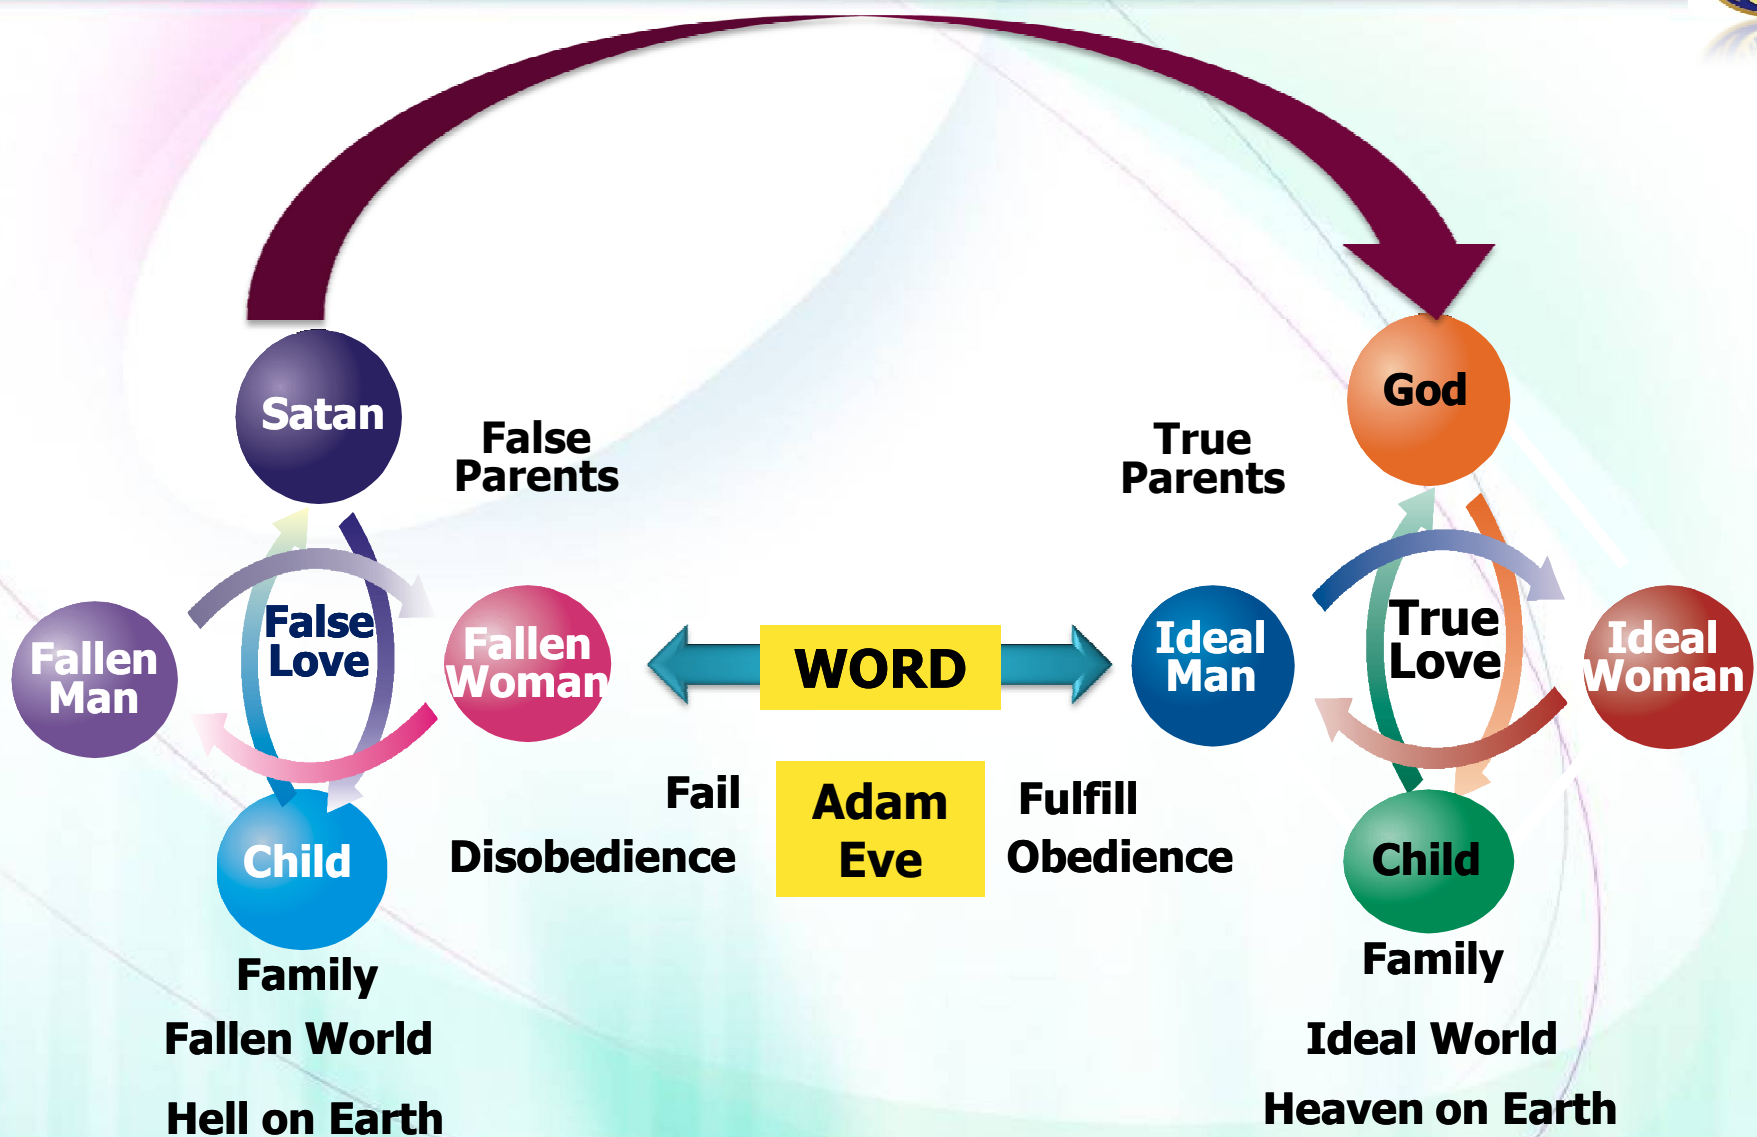 Satan
God
False
Parents
True
Parents
False
Love
True
Love
Fallen
Man
Fallen
Woman
WORD
Ideal
Man
Ideal
Woman
Fail
Adam
Fulfill
Disobedience
Eve
Obedience
Child
Child
Family
Family
Fallen World
Ideal World
Hell on Earth
Heaven on Earth